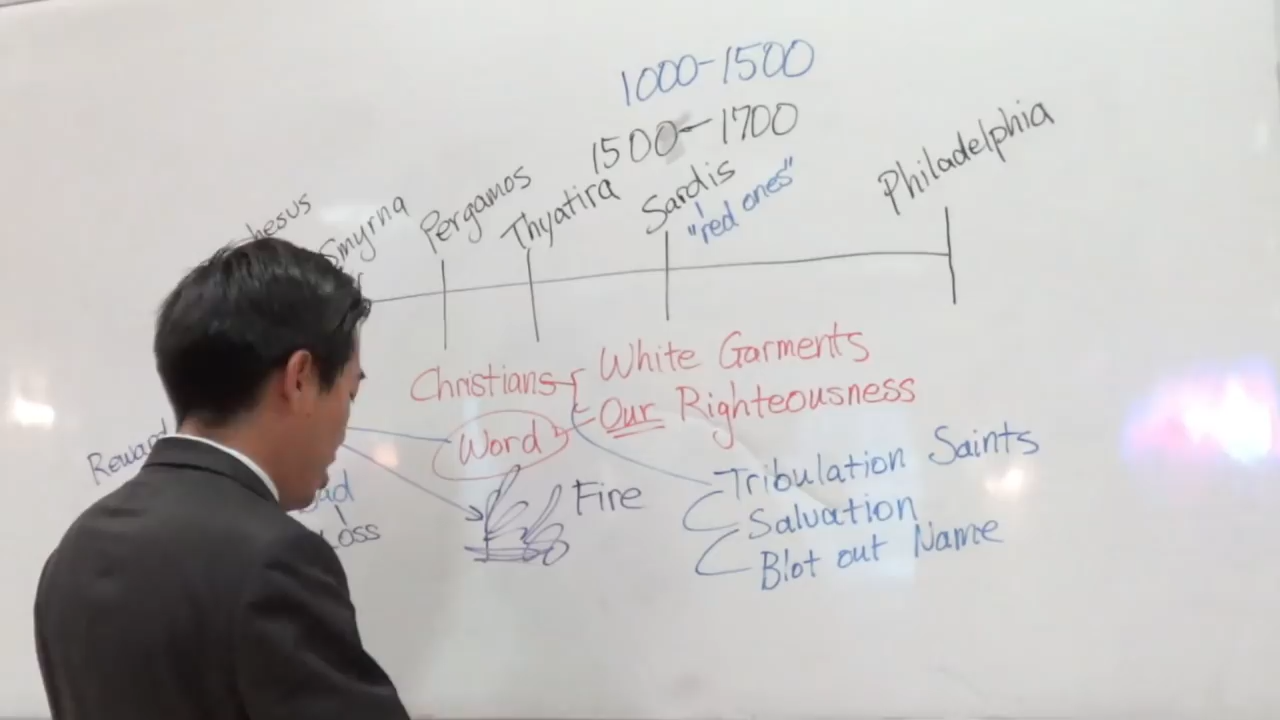 1000-1500
1500-1700
Smyrna
Pergamos
Thyatira
Sardis
"red ones"
Philadelphia
Christians
White Garments
Our Righteousness
Word
Reward
Fire
Loss
Tribulation Saints
Salvation
Blot out Name